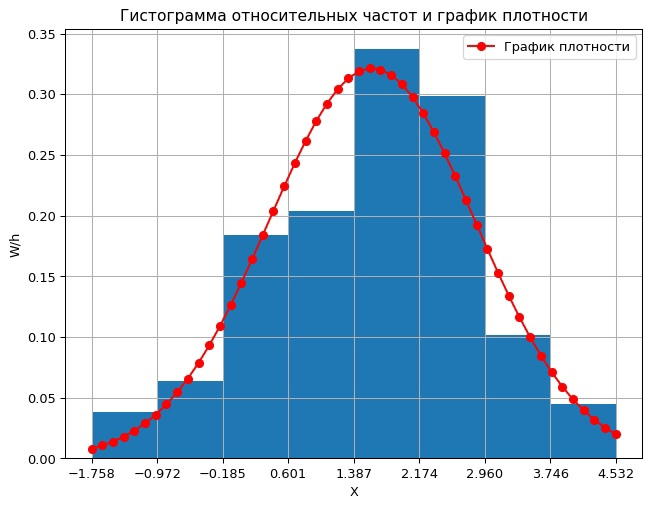 Гистограмма относительных частот и график плотности
График плотности
W/h
0.35
0.30
0.25
0.20
0.15
0.10
0.05
0.00
−1.758 −0.972 −0.185 0.601 1.387 2.174 2.960 3.746 4.532
X